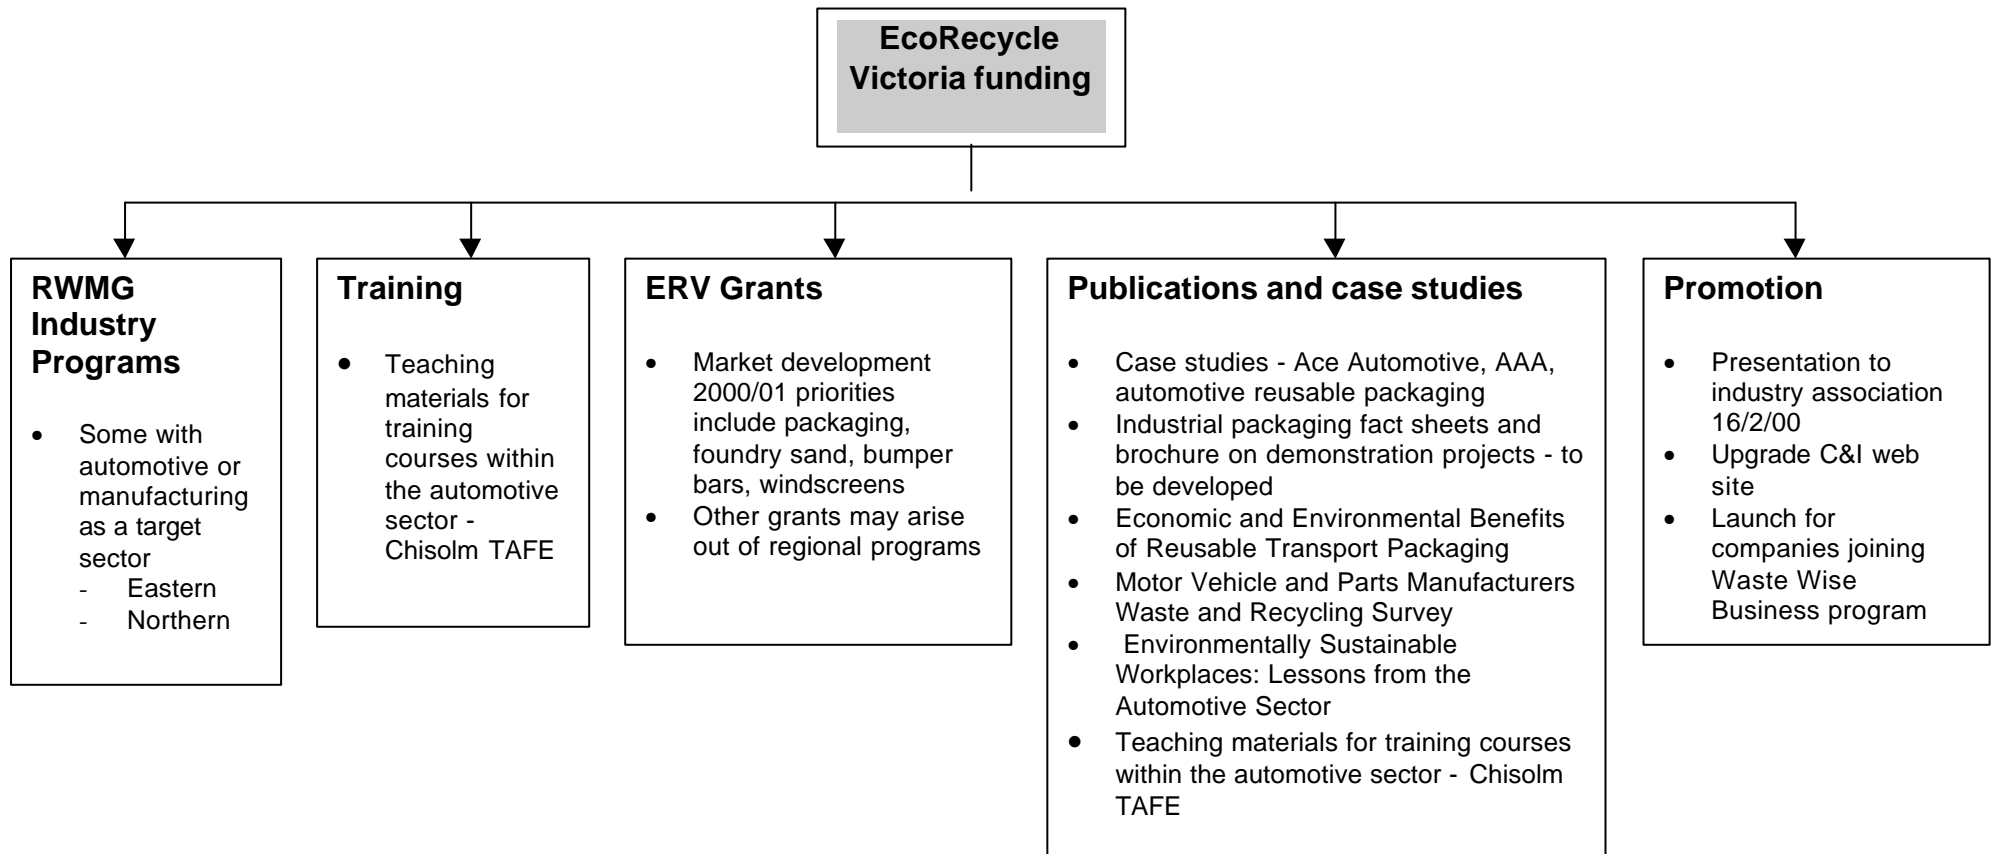 EcoRecycle
Victoria funding
RWMG
Industry
Programs
• Some with
automotive or
manufacturing
as a target
sector
- Eastern
- Northern
Training
• Teaching
materials for
training
courses within
the automotive
sector -
Chisolm TAFE
ERV Grants
• Market development
2000/01 priorities
include packaging,
foundry sand, bumper
bars, windscreens
• Other grants may arise
out of regional programs
Publications and case studies
• Case studies - Ace Automotive, AAA,
automotive reusable packaging
• Industrial packaging fact sheets and
brochure on demonstration projects - to
be developed
• Economic and Environmental Benefits
of Reusable Transport Packaging
• Motor Vehicle and Parts Manufacturers
Waste and Recycling Survey
• Environmentally Sustainable
Workplaces: Lessons from the
Automotive Sector
• Teaching materials for training courses
within the automotive sector - Chisolm
TAFE
Promotion
• Presentation to
industry association
16/2/00
• Upgrade C&I web
site
• Launch for
companies joining
Waste Wise
Business program